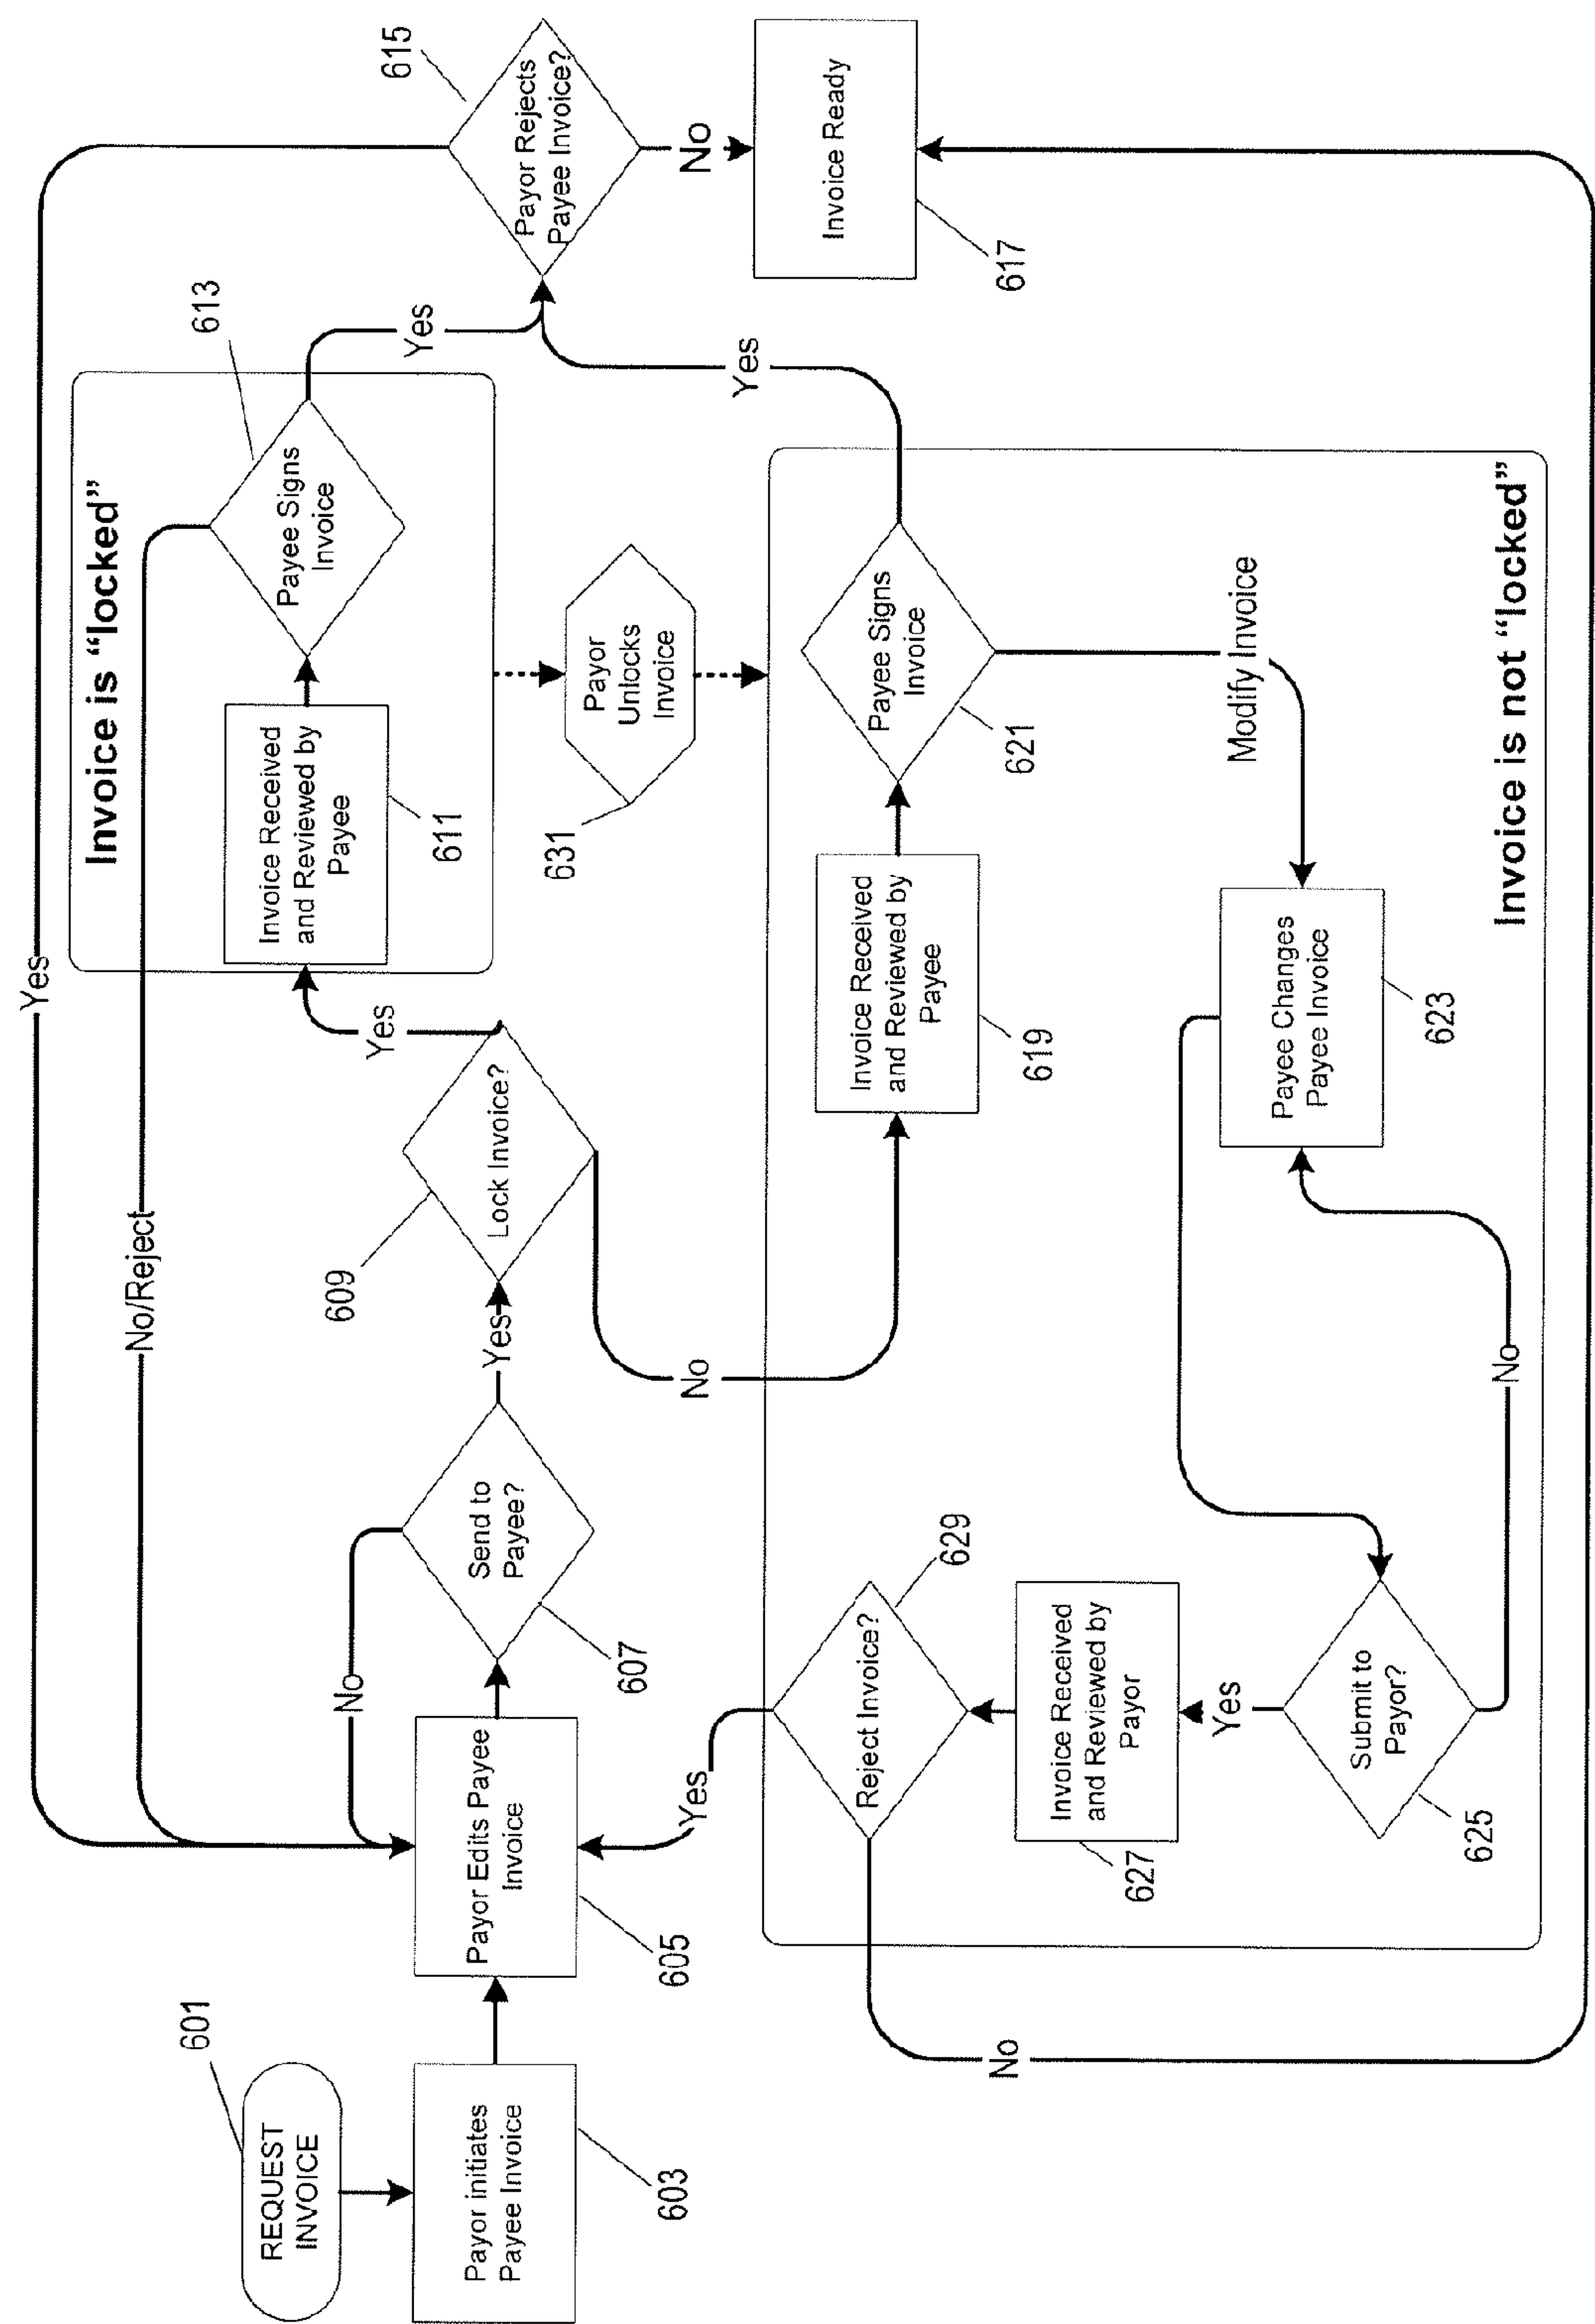 601
REQUEST
INVOICE
Payor initiates
Payee Invoice
603
Payor Edits Payee
Invoice
605
No
Send to
Payee?
607
Yes
Lock Invoice?
609
Yes
No
Yes
No/Reject
Invoice is “locked”
Invoice Received
and Reviewed by
Payee
611
Payee Signs
Invoice
613
Yes
Payor Rejects
Payee Invoice?
615
No
Invoice Ready
617
Payor
Unlocks
Invoice
631
Invoice Received
and Reviewed by
Payee
619
Payee Signs
Invoice
621
Yes
Modify Invoice
Payee Changes
Payee Invoice
623
Submit to
Payor?
625
No
Yes
Invoice Received
and Reviewed by
Payor
627
Reject Invoice?
629
Yes
No
Invoice is not “locked”